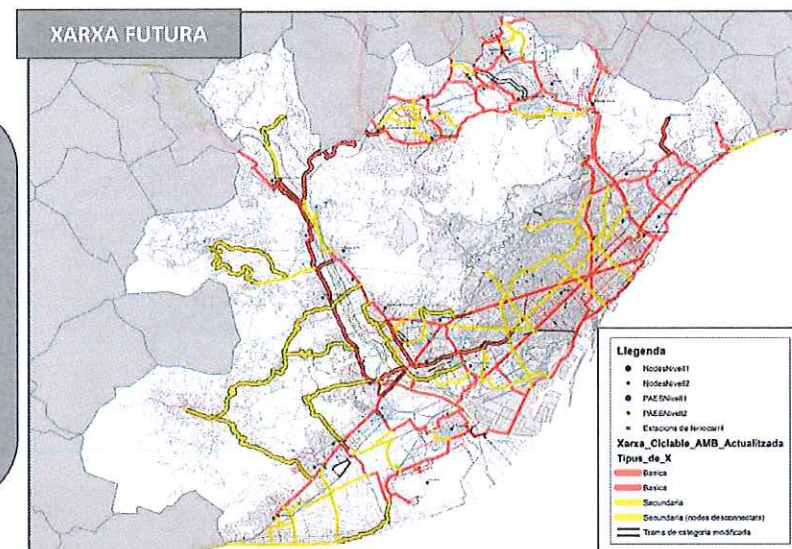 XARXA FUTURA
Llegenda
NodesNivell1
NodesNivell2
PAESNivell1
PAESNivell2
Estacions de ferrocarril
Xarxa_Ciclable_AMB_Actualitzada
Tipus_de_X
Basica
Basica
Secundaria
Secundaria (nodes desconnectats)
Trams de categoria modificada